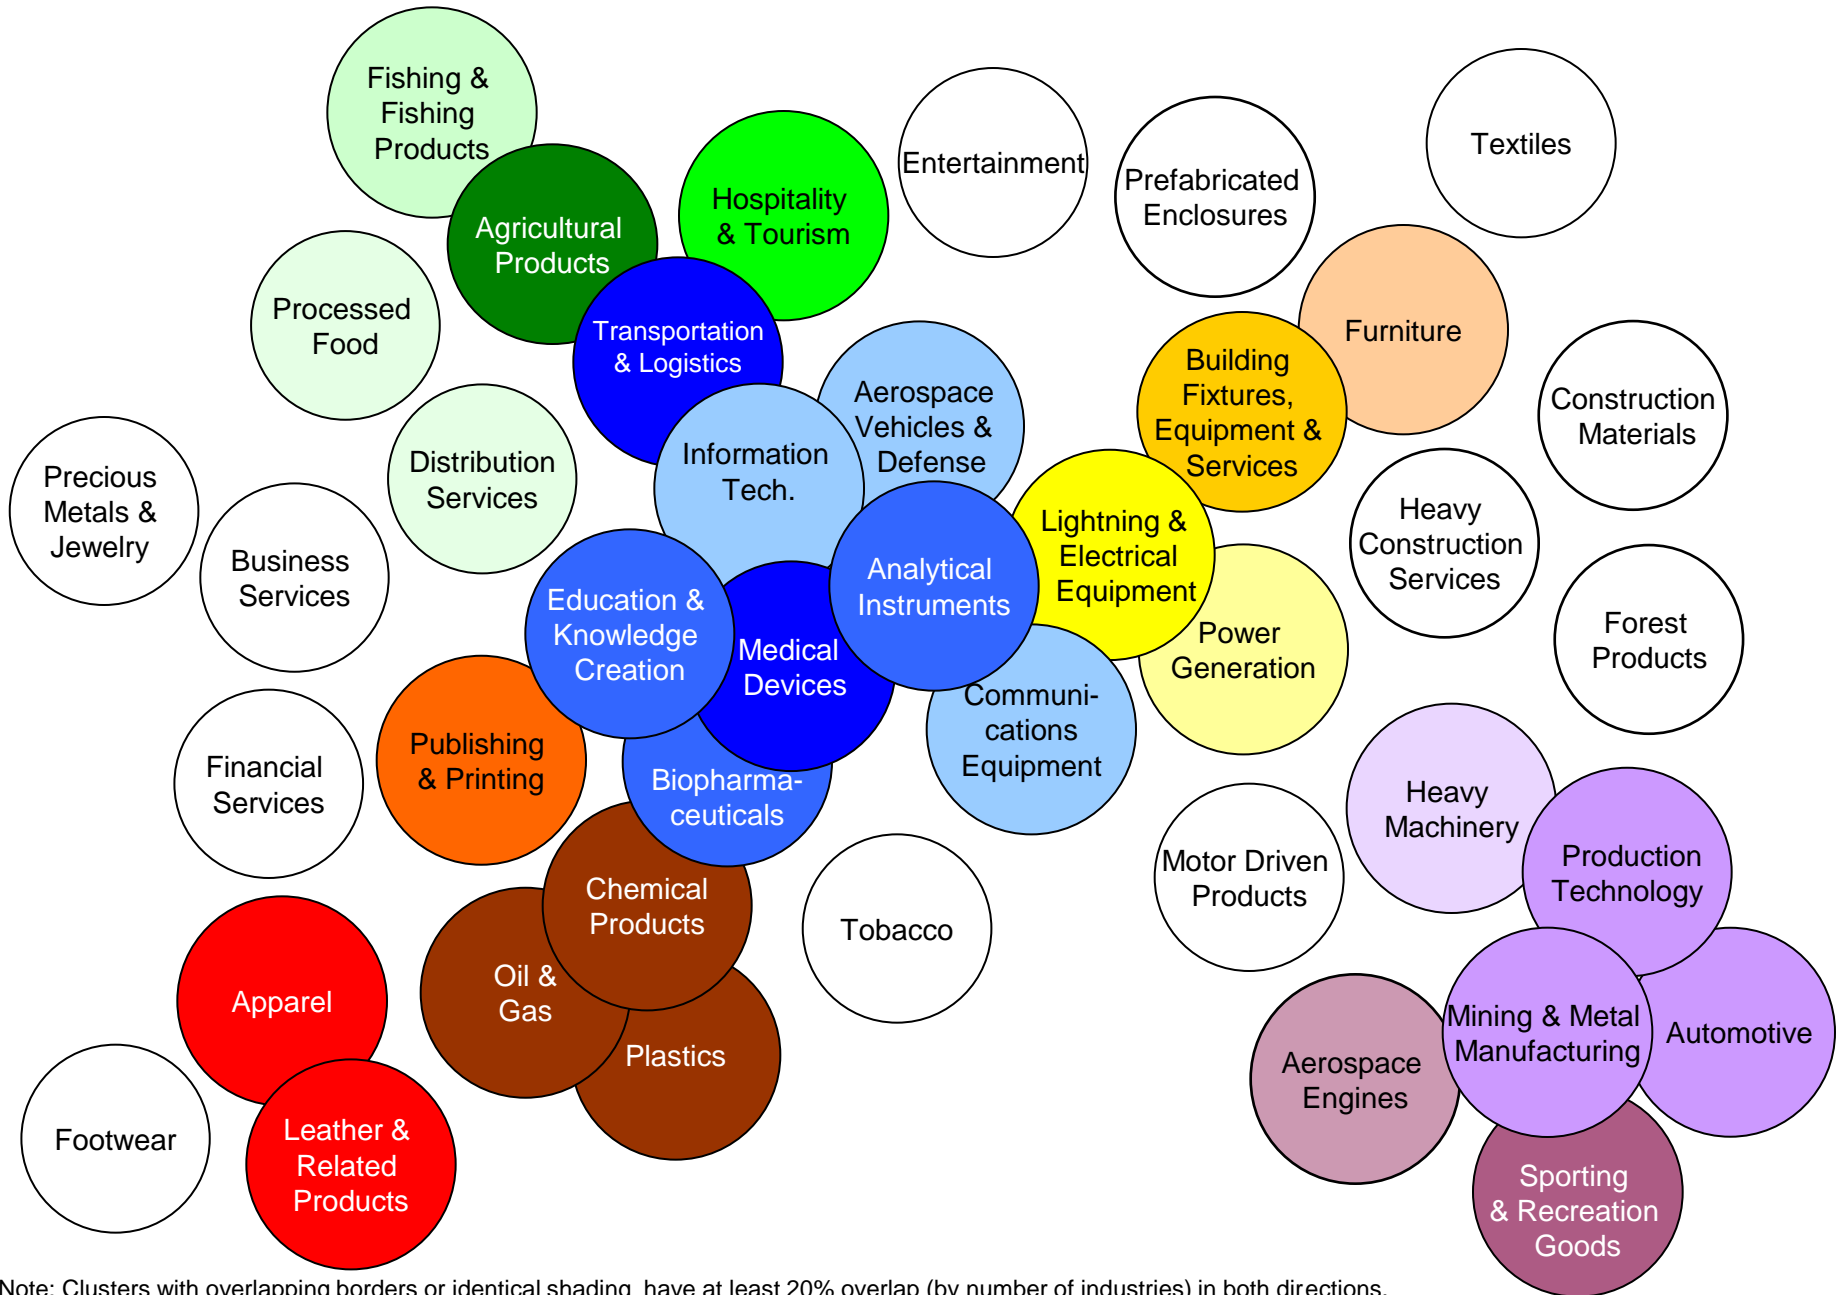 Fishing &
Fishing
Products
Agricultural
Products
Hospitality
& Tourism
Entertainment
Prefabricated
Enclosures
Textiles
Processed
Food
Transportation
& Logistics
Aerospace
Vehicles &
Defense
Building
Fixtures,
Equipment &
Services
Furniture
Construction
Materials
Precious
Metals &
Jewelry
Business
Services
Distribution
Services
Information
Tech.
Education &
Knowledge
Creation
Medical
Devices
Analytical
Instruments
Lightning &
Electrical
Equipment
Power
Generation
Heavy
Construction
Services
Forest
Products
Financial
Services
Publishing
& Printing
Biopharma-
ceuticals
Communi-
cations
Equipment
Motor Driven
Products
Heavy
Machinery
Production
Technology
Chemical
Products
Tobacco
Apparel
Oil &
Gas
Plastics
Aerospace
Engines
Mining & Metal
Manufacturing
Automotive
Footwear
Leather &
Related
Products
Sporting
& Recreation
Goods
Note: Clusters with overlapping borders or identical shading have at least 20% overlap (by number of industries) in both directions.